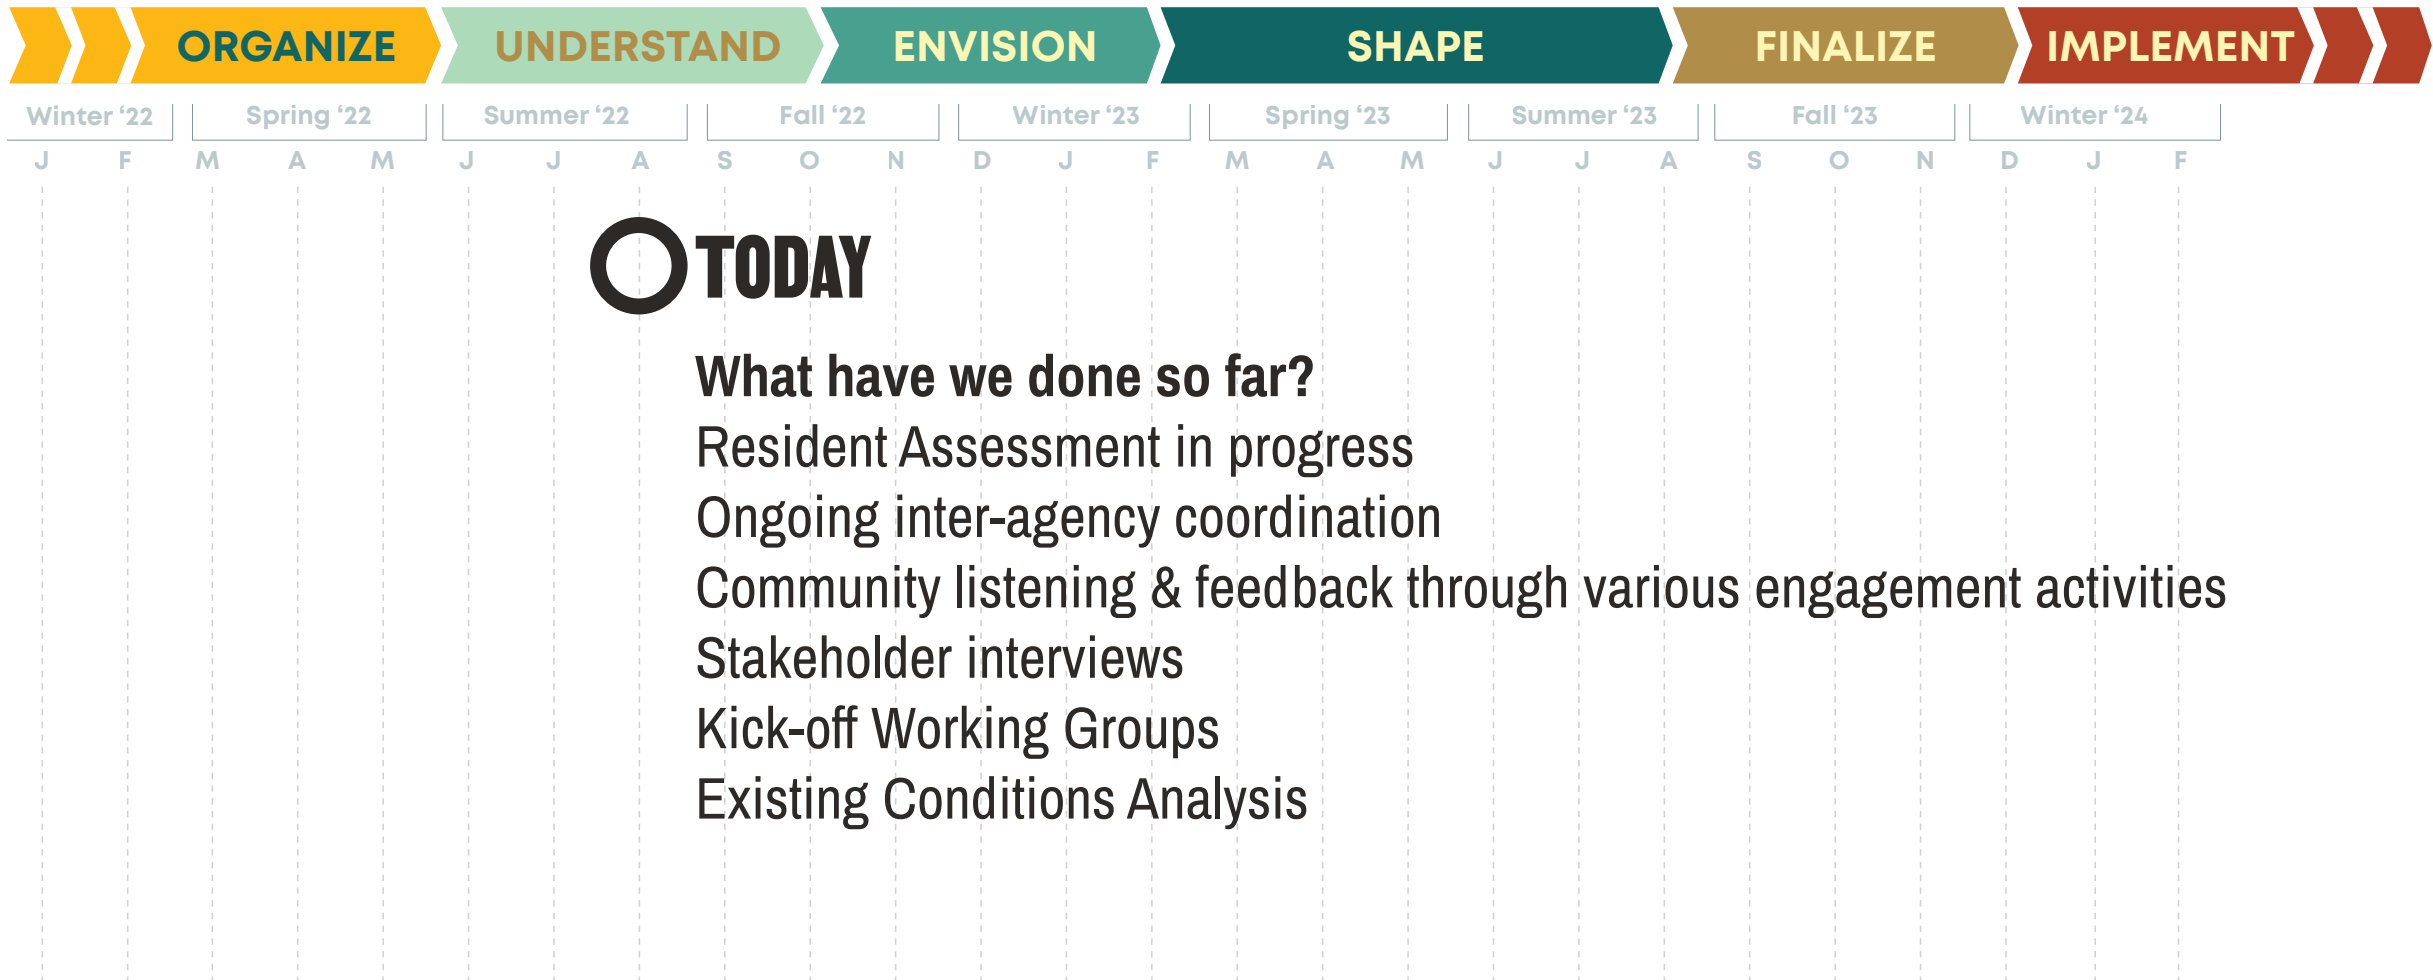 ORGANIZE UNDERSTAND ENVISION SHAPE FINALIZE IMPLEMENT
Winter ‘22 Spring ‘22 Summer ‘22 Fall ‘22 Winter ‘23 Spring ‘23 Summer ‘23 Fall ‘23 Winter ‘24
J F M A M J J A S O N D J F M A M J J A S O N D J F
TODAY
What have we done so far?
Resident Assessment in progress
Ongoing inter-agency coordination
Community listening & feedback through various engagement activities
Stakeholder interviews
Kick-off Working Groups
Existing Conditions Analysis